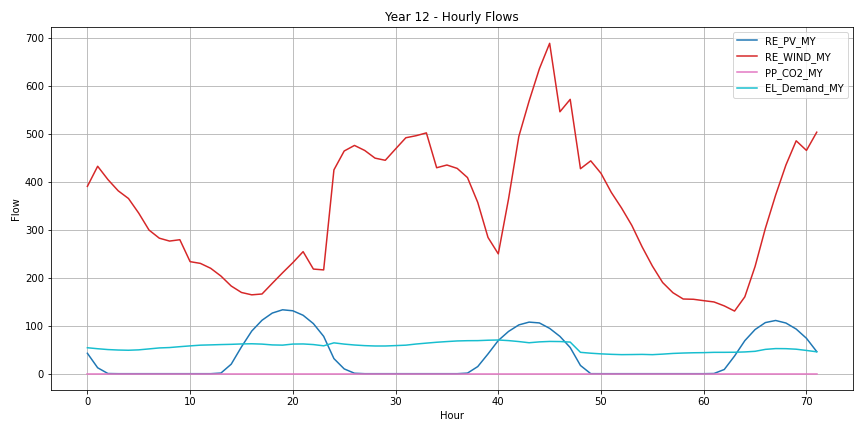 Year 12 - Hourly Flows
RE_PV_MY
RE_WIND_MY
PP_CO2_MY
EL_Demand_MY
Flow
700
600
500
400
300
200
100
0
0 10 20 30 40 50 60 70
Hour